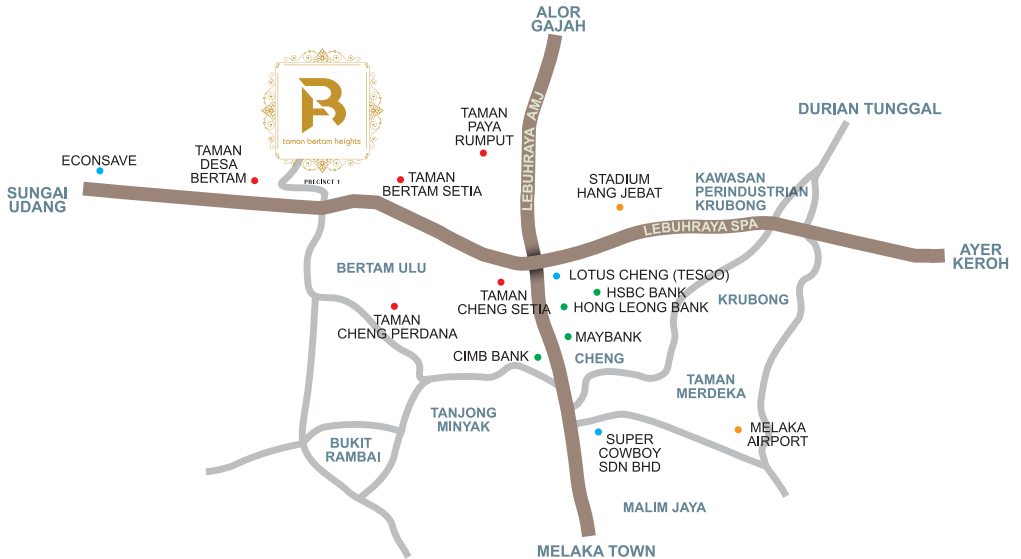 ALOR
GAJAH
LEBUHRAYA AMJ
DURIAN TUNGGAL
taman bertam heights
PRECINCT 1
TAMAN
PAYA
RUMPUT
ECONSAVE
TAMAN
DESA
BERTAM
TAMAN
BERTAM SETIA
STADIUM
HANG JEBAT
KAWASAN
PERINDUSTRIAN
KRUBONG
SUNGAI
UDANG
LEBUHRAYA SPA
AYER
KEROH
BERTAM ULU
LOTUS CHENG (TESCO)
HSBC BANK
HONG LEONG BANK
KRUBONG
TAMAN
CHENG SETIA
TAMAN
CHENG PERDANA
MAYBANK
CIMB BANK
CHENG
TAMAN
MERDEKA
TANJONG
MINYAK
BUKIT
RAMBAI
SUPER
COWBOY
SDN BHD
MELAKA
AIRPORT
MALIM JAYA
MELAKA TOWN